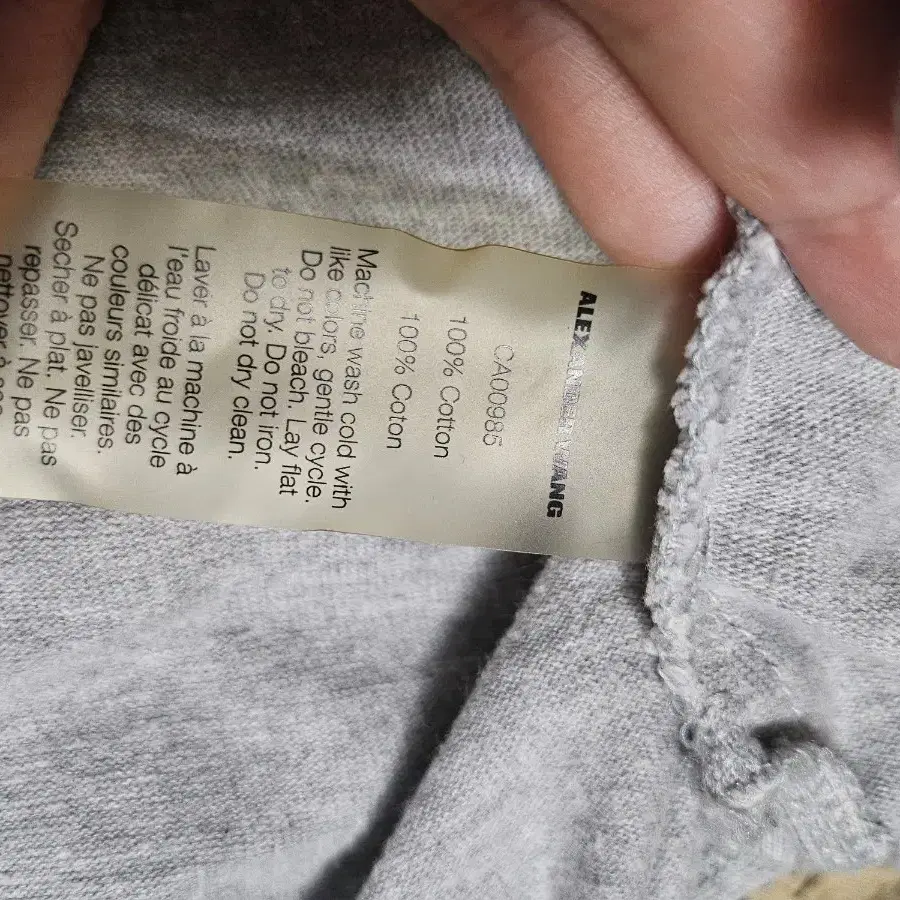 ALEXANDER WANG
CA00985
100% Cotton
100% Coton
Machine wash cold with
like colors, gentle cycle.
Do not bleach. Lay flat
to dry. Do not iron.
Do not dry clean.
Laver à la machine à
l'eau froide au cycle
délicat avec des
couleurs similaires.
Ne pas javelliser.
Secher à plat. Ne pas
repasser. Ne pas
nettoyer à